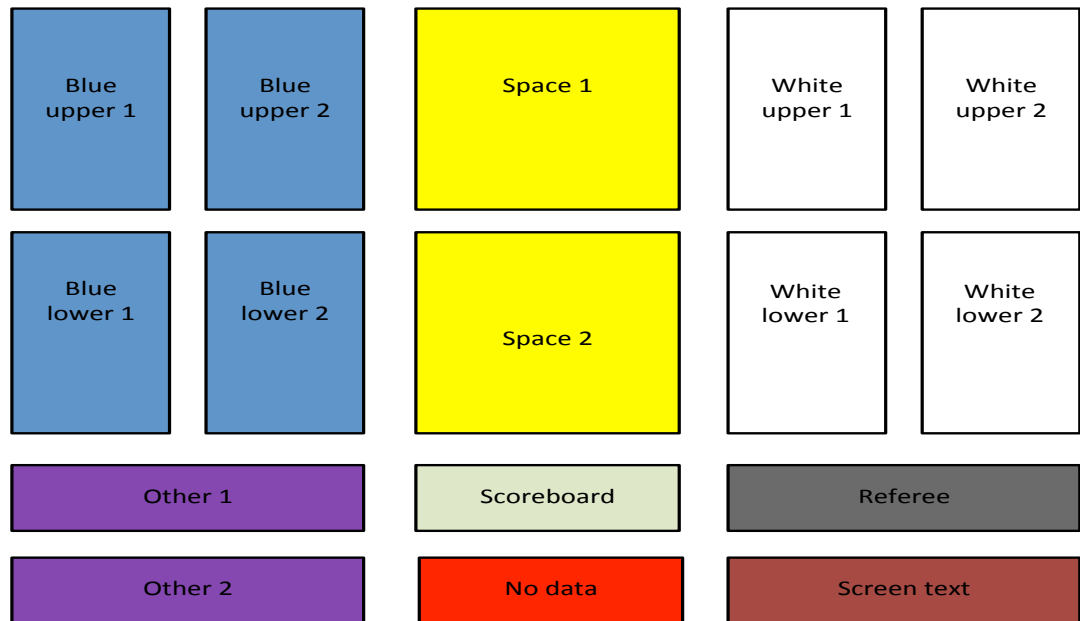 Blue
upper 1
Blue
upper 2
Space 1
White
upper 1
White
upper 2
Blue
lower 1
Blue
lower 2
Space 2
White
lower 1
White
lower 2
Other 1
Scoreboard
Referee
Other 2
No data
Screen text